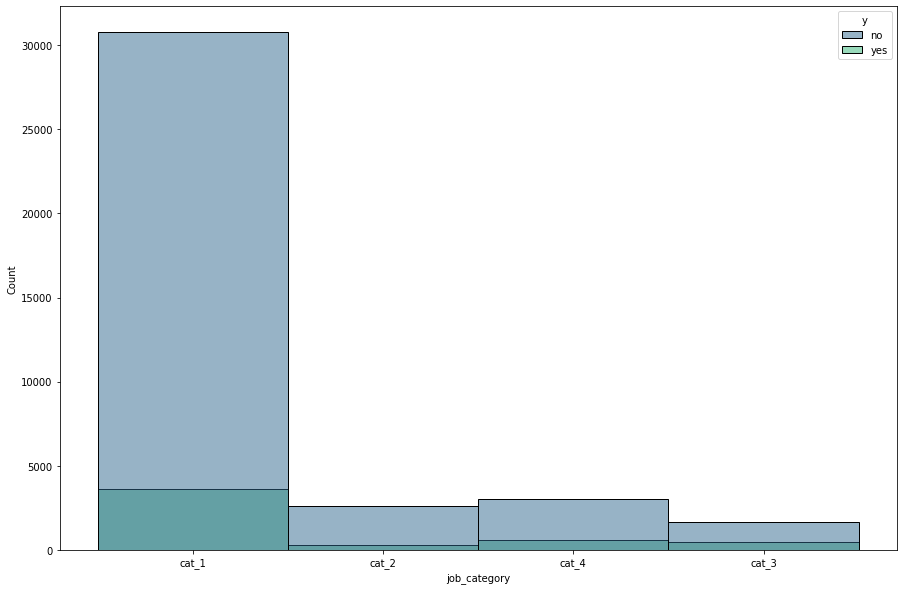 y
no
yes
30000
25000
20000
15000
10000
5000
0
Count
cat_1
cat_2
cat_4
cat_3
job_category